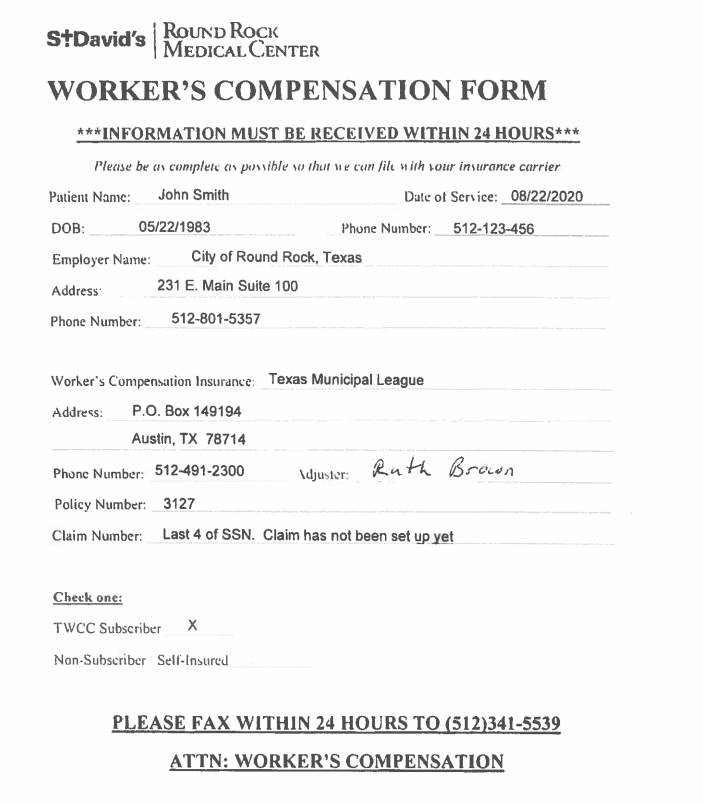 StDavid's | ROUND ROCK
MEDICAL CENTER
WORKER'S COMPENSATION FORM
***INFORMATION MUST BE RECEIVED WITHIN 24 HOURS***
Please be as complete as possible so that we can file with your insurance carrier
Patient Name: John Smith Date of Service: 08/22/2020
DOB: 05/22/1983 Phone Number: 512-123-456
Employer Name: City of Round Rock, Texas
Address: 231 E. Main Suite 100
Phone Number: 512-801-5357
Worker's Compensation Insurance: Texas Municipal League
Address: P.O. Box 149194
Austin, TX 78714
Phone Number: 512-491-2300 Adjuster: Ruth Brown
Policy Number: 3127
Claim Number: Last 4 of SSN. Claim has not been set up yet
Check one:
TWCC Subscriber X
Non-Subscriber Self-Insured
PLEASE FAX WITHIN 24 HOURS TO (512)341-5539
ATTN: WORKER'S COMPENSATION